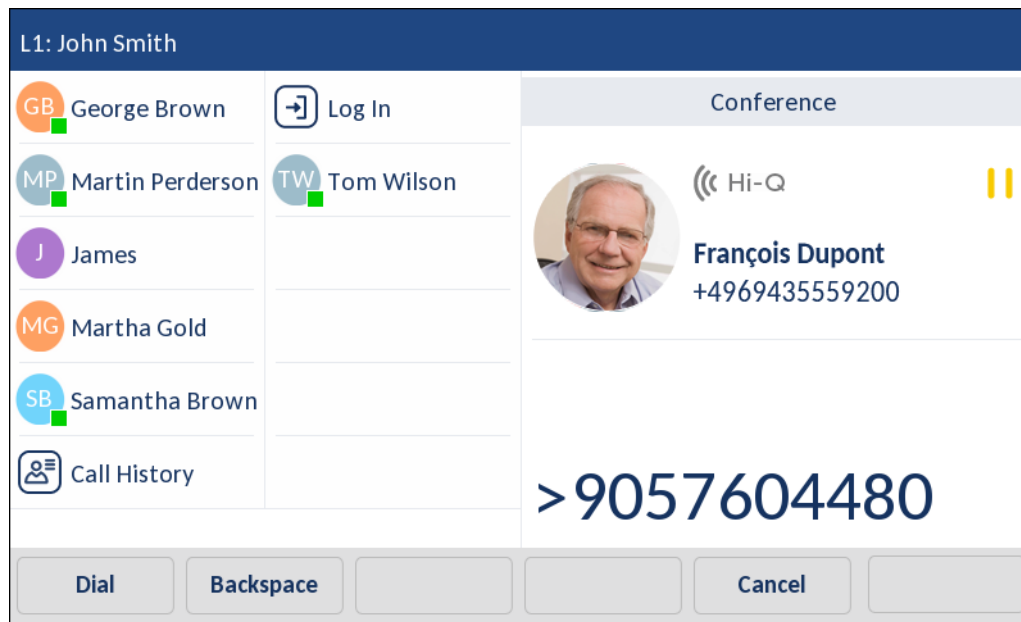 L1: John Smith
GB George Brown
MP Martin Perderson
J James
MG Martha Gold
SB Samantha Brown
Call History
Log In
TW Tom Wilson
Conference
Hi-Q
François Dupont
+4969435559200
>9057604480
Dial
Backspace
Cancel